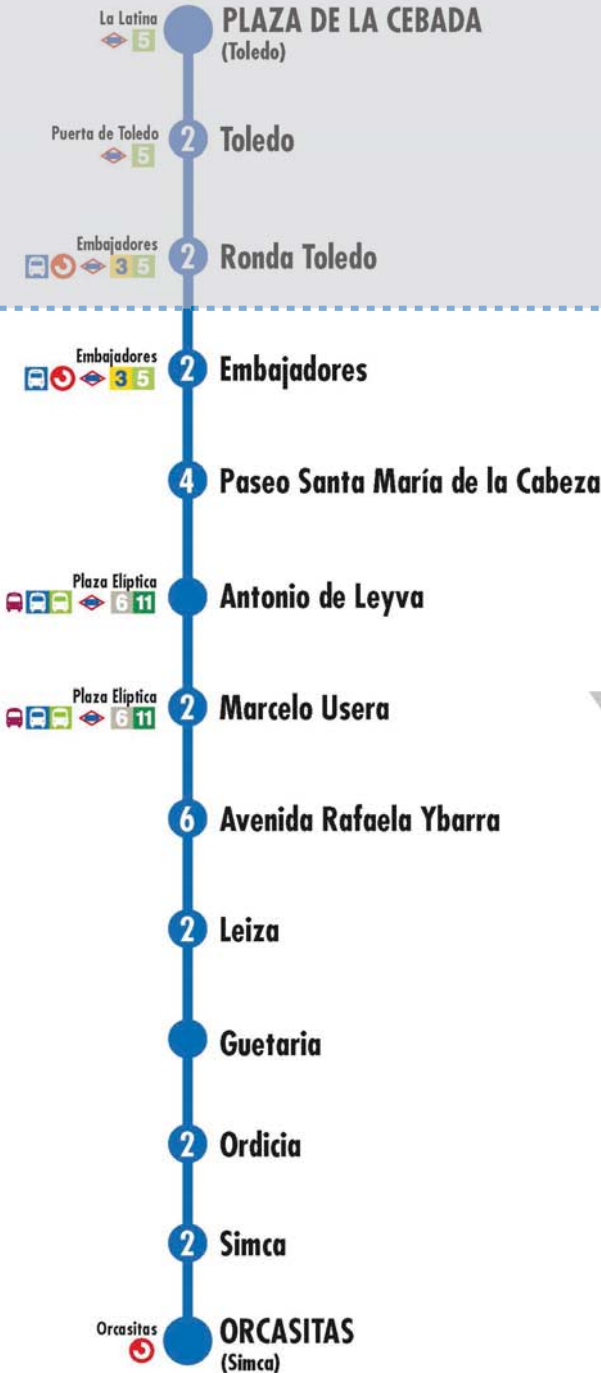 La Latina
5
PLAZA DE LA CEBADA
(Toledo)
Puerta de Toledo
5
2
Toledo
Embajadores
3 5
2
Ronda Toledo
Embajadores
3 5
2
Embajadores
4
Paseo Santa María de la Cabeza
Plaza Elíptica
6 11
Antonio de Leyva
Plaza Elíptica
6 11
2
Marcelo Usera
6
Avenida Rafaela Ybarra
2
Leiza
Guetaria
2
Ordicia
2
Simca
Orcasitas
ORCASITAS
(Simca)